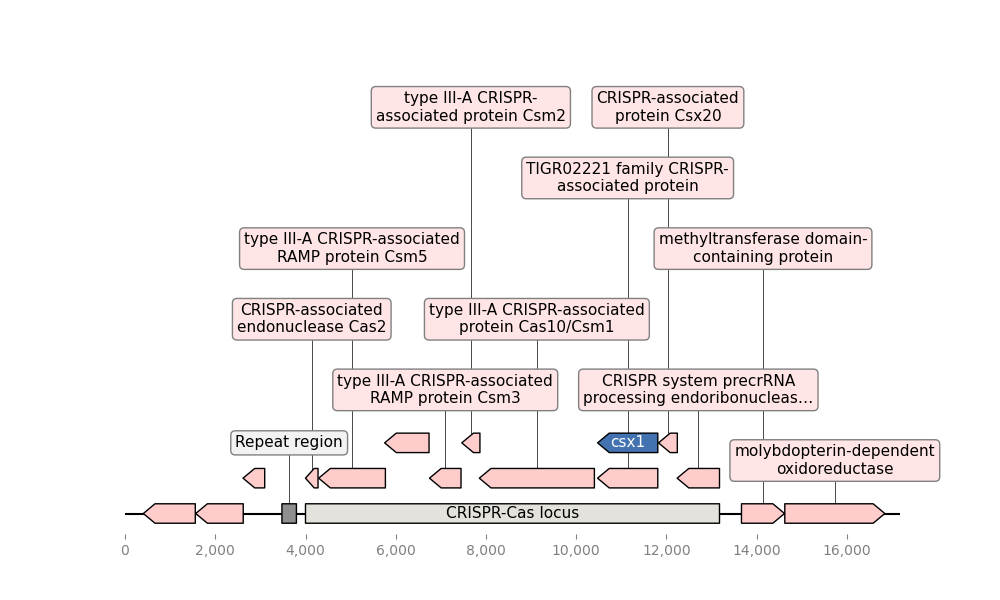 type III-A CRISPR-
associated protein Csm2
CRISPR-associated
protein Csx20
TIGR02221 family CRISPR-
associated protein
type III-A CRISPR-associated
RAMP protein Csm5
methyltransferase domain-
containing protein
CRISPR-associated
endonuclease Cas2
type III-A CRISPR-associated
protein Cas10/Csm1
type III-A CRISPR-associated
RAMP protein Csm3
CRISPR system precrRNA
processing endoribonucleas…
Repeat region
csx1
molybdopterin-dependent
oxidoreductase
CRISPR-Cas locus
0 2,000 4,000 6,000 8,000 10,000 12,000 14,000 16,000